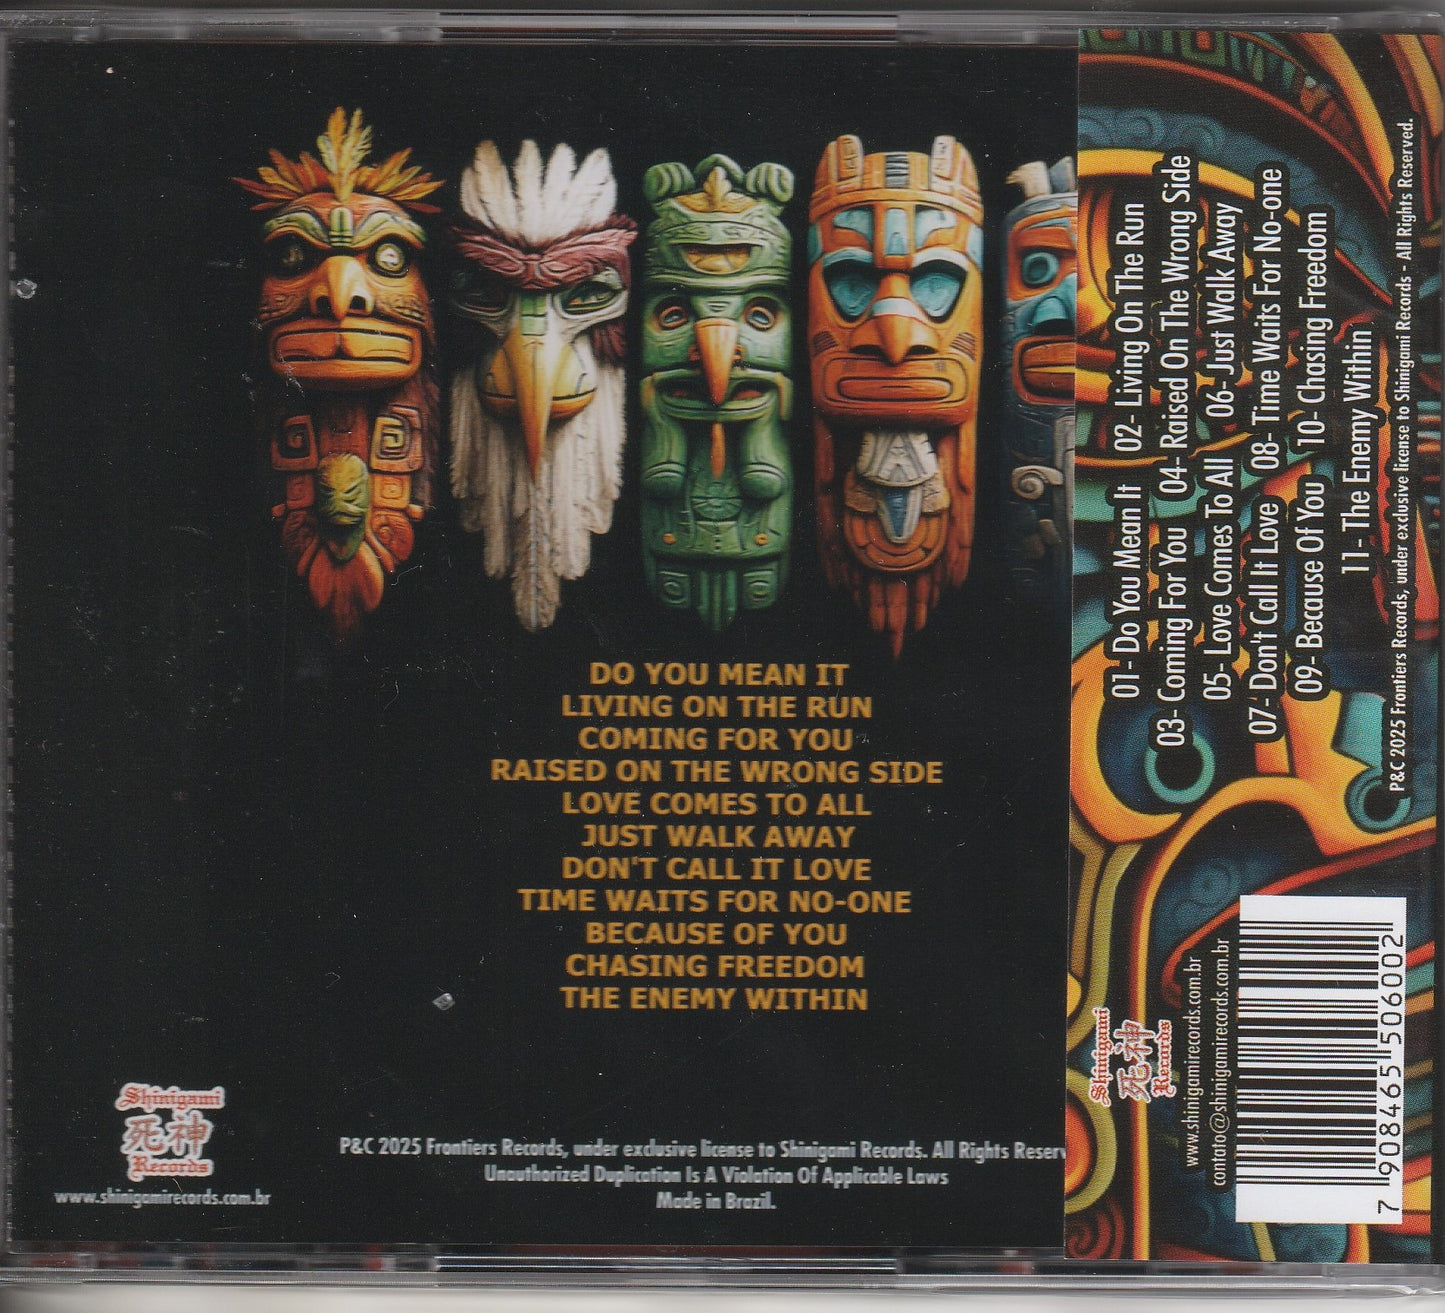 DO YOU MEAN IT
LIVING ON THE RUN
COMING FOR YOU
RAISED ON THE WRONG SIDE
LOVE COMES TO ALL
JUST WALK AWAY
DON'T CALL IT LOVE
TIME WAITS FOR NO-ONE
BECAUSE OF YOU
CHASING FREEDOM
THE ENEMY WITHIN
Shinigami
死神
Records
www.shinigamirecords.com.br
P&C 2025 Frontiers Records, under exclusive license to Shinigami Records. All Rights Reserv
Unauthorized Duplication Is A Violation Of Applicable Laws
Made in Brazil.
01- Do You Mean It 02- Living On The Run
03- Coming For You 04- Raised On The Wrong Side
05- Love Comes To All 06- Just Walk Away
07- Don't Call It Love 08- Time Waits For No-one
09- Because Of You 10- Chasing Freedom
11- The Enemy Within
P&C 2025 Frontiers Records, under exclusive license to Shinigami Records - All Rights Reserved.
Shinigami
死神
Records
www.shinigamirecords.com.br
contato@shinigamirecords.com.br
7 908465 506002